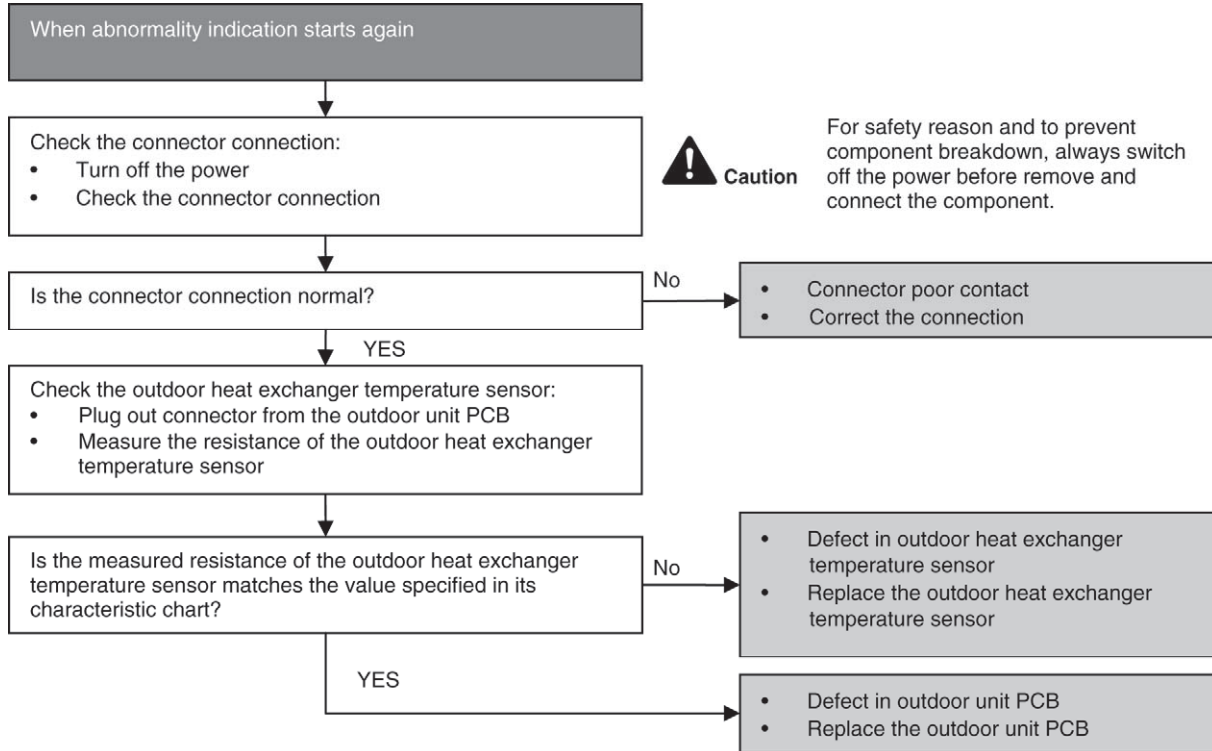 When abnormality indication starts again
Check the connector connection:
• Turn off the power
• Check the connector connection
Caution
For safety reason and to prevent
component breakdown, always switch
off the power before remove and
connect the component.
Is the connector connection normal?
No
• Connector poor contact
• Correct the connection
YES
Check the outdoor heat exchanger temperature sensor:
• Plug out connector from the outdoor unit PCB
• Measure the resistance of the outdoor heat exchanger
temperature sensor
Is the measured resistance of the outdoor heat exchanger
temperature sensor matches the value specified in its
characteristic chart?
No
• Defect in outdoor heat exchanger
temperature sensor
• Replace the outdoor heat exchanger
temperature sensor
YES
• Defect in outdoor unit PCB
• Replace the outdoor unit PCB